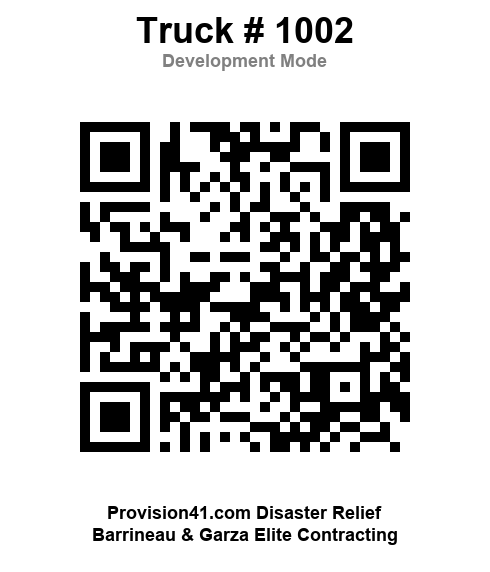 Truck # 1002
Development Mode
Provision41.com Disaster Relief
Barrineau & Garza Elite Contracting